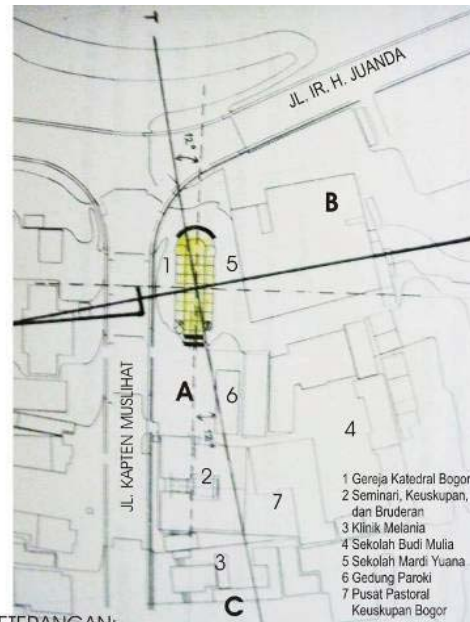 T
JL. IR. H. JUANDA
12°
B
1
5
A
6
12°
4
JL. KAPTEN MUSLIHAT
2
7
3
C
1 Gereja Katedral Bogor
2 Seminari, Keuskupan,
dan Bruderan
3 Klinik Melania
4 Sekolah Budi Mulia
5 Sekolah Mardi Yuana
6 Gedung Paroki
7 Pusat Pastoral
Keuskupan Bogor